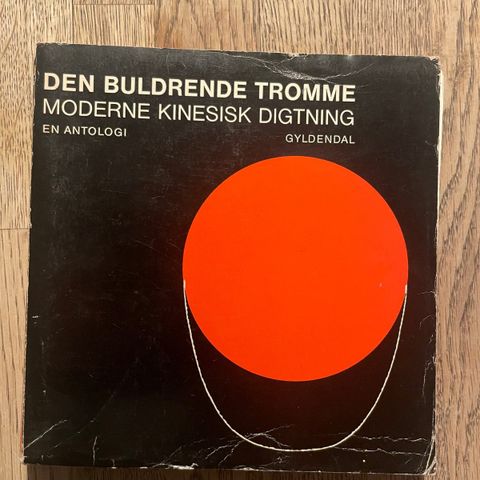 DEN BULDRENDE TROMME
MODERNE KINESISK DIGTNING
EN ANTOLOGI GYLDENDAL